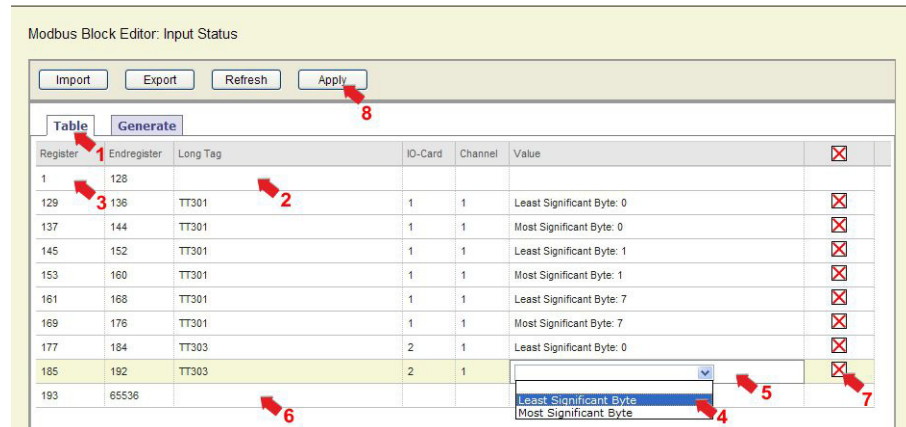 Modbus Block Editor: Input Status
Import Export Refresh Apply
8
Table Generate
1
Register Endregister Long Tag IO-Card Channel Value
1 128
2
3
129 136 TT301 1 1 Least Significant Byte: 0
137 144 TT301 1 1 Most Significant Byte: 0
145 152 TT301 1 1 Least Significant Byte: 1
153 160 TT301 1 1 Most Significant Byte: 1
161 168 TT301 1 1 Least Significant Byte: 7
169 176 TT301 1 1 Most Significant Byte: 7
177 184 TT303 2 1 Least Significant Byte: 0
185 192 TT303 2 1
5
7
193 65536
6
Least Significant Byte
4
Most Significant Byte